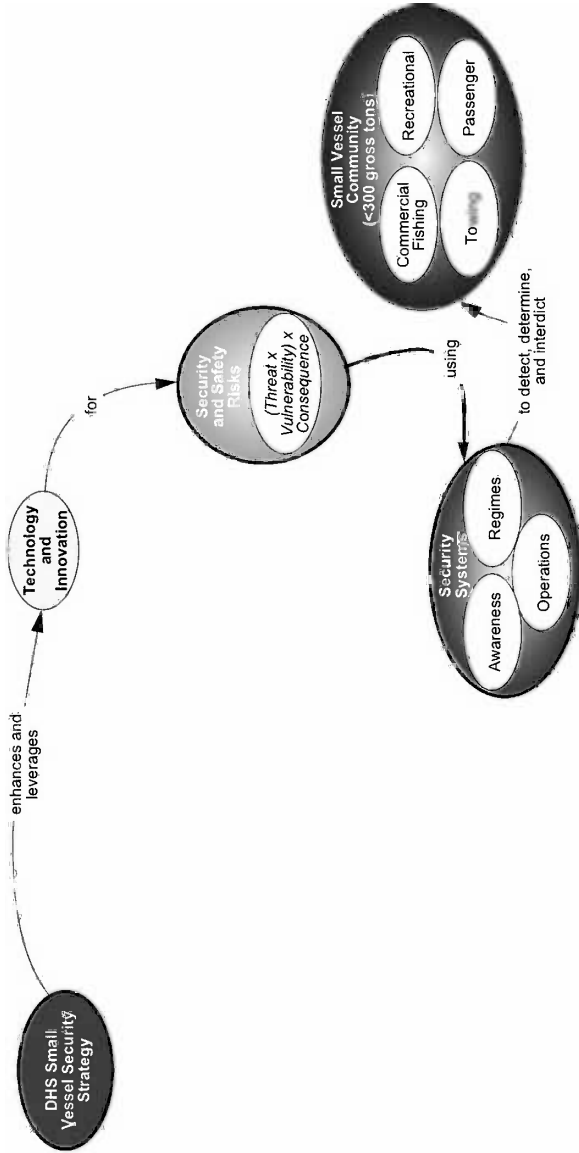 DHS Small
Vessel Security
Strategy
enhances and
leverages
Technology
and
Innovation
for
Security
and Safety
Risks
(Threat x
Vulnerability) x
Consequence
using
Security
Systems
Awareness
Regimes
Operations
to detect, determine,
and interdict
Small Vessel
Community
(<300 gross tons)
Commercial
Fishing
Recreational
Towing
Passenger